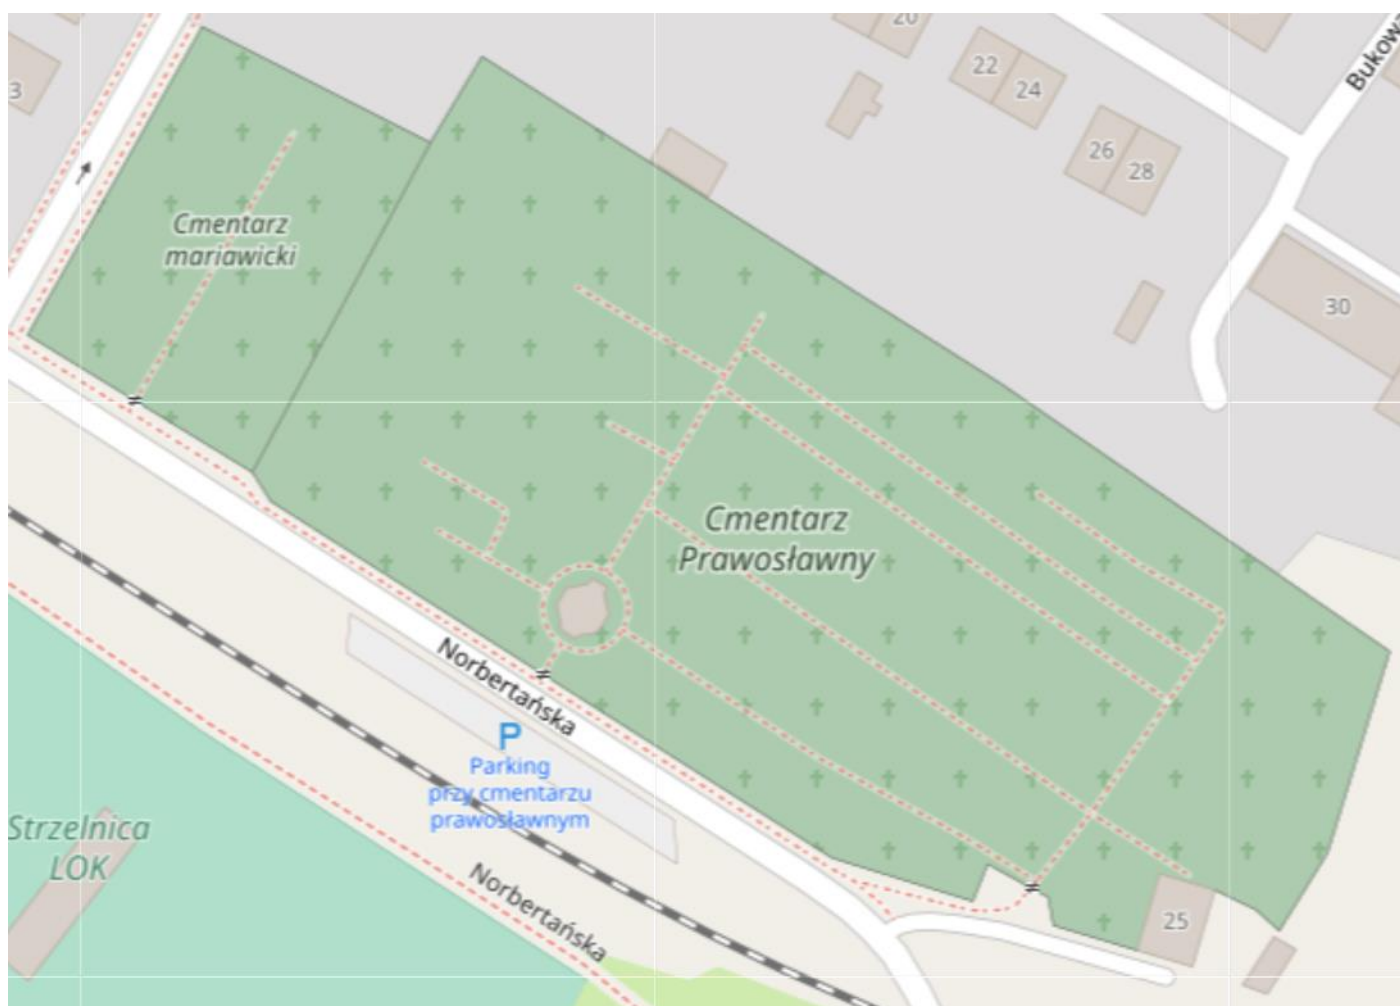 20
22
24
Bukow
3
26
28
Cmentarz
mariawicki
30
Cmentarz
Prawosławny
Norbertańska
P
Parking
przy cmentarzu
prawosławnym
Strzelnica
LOK
Norbertańska
25